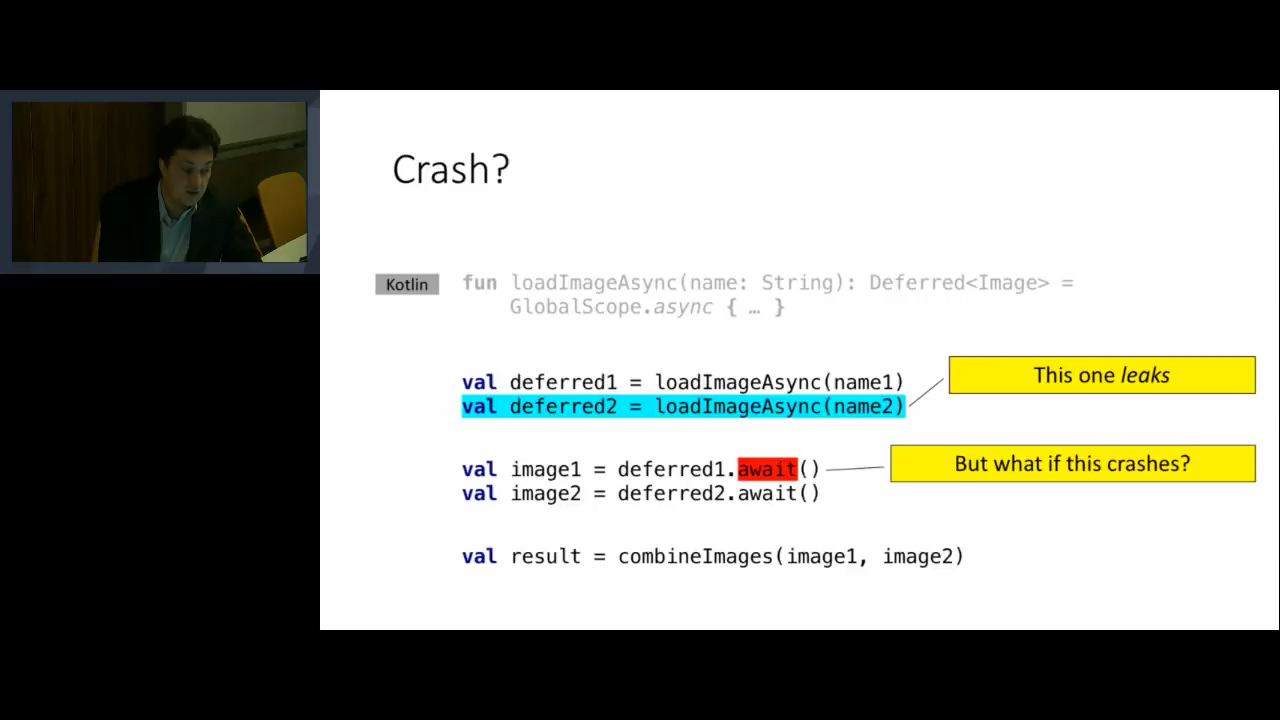 Crash?
Kotlin
fun loadImageAsync(name: String): Deferred<Image> =
GlobalScope.async { … }
val deferred1 = loadImageAsync(name1)
This one leaks
val deferred2 = loadImageAsync(name2)
val image1 = deferred1.await()
But what if this crashes?
val image2 = deferred2.await()
val result = combineImages(image1, image2)